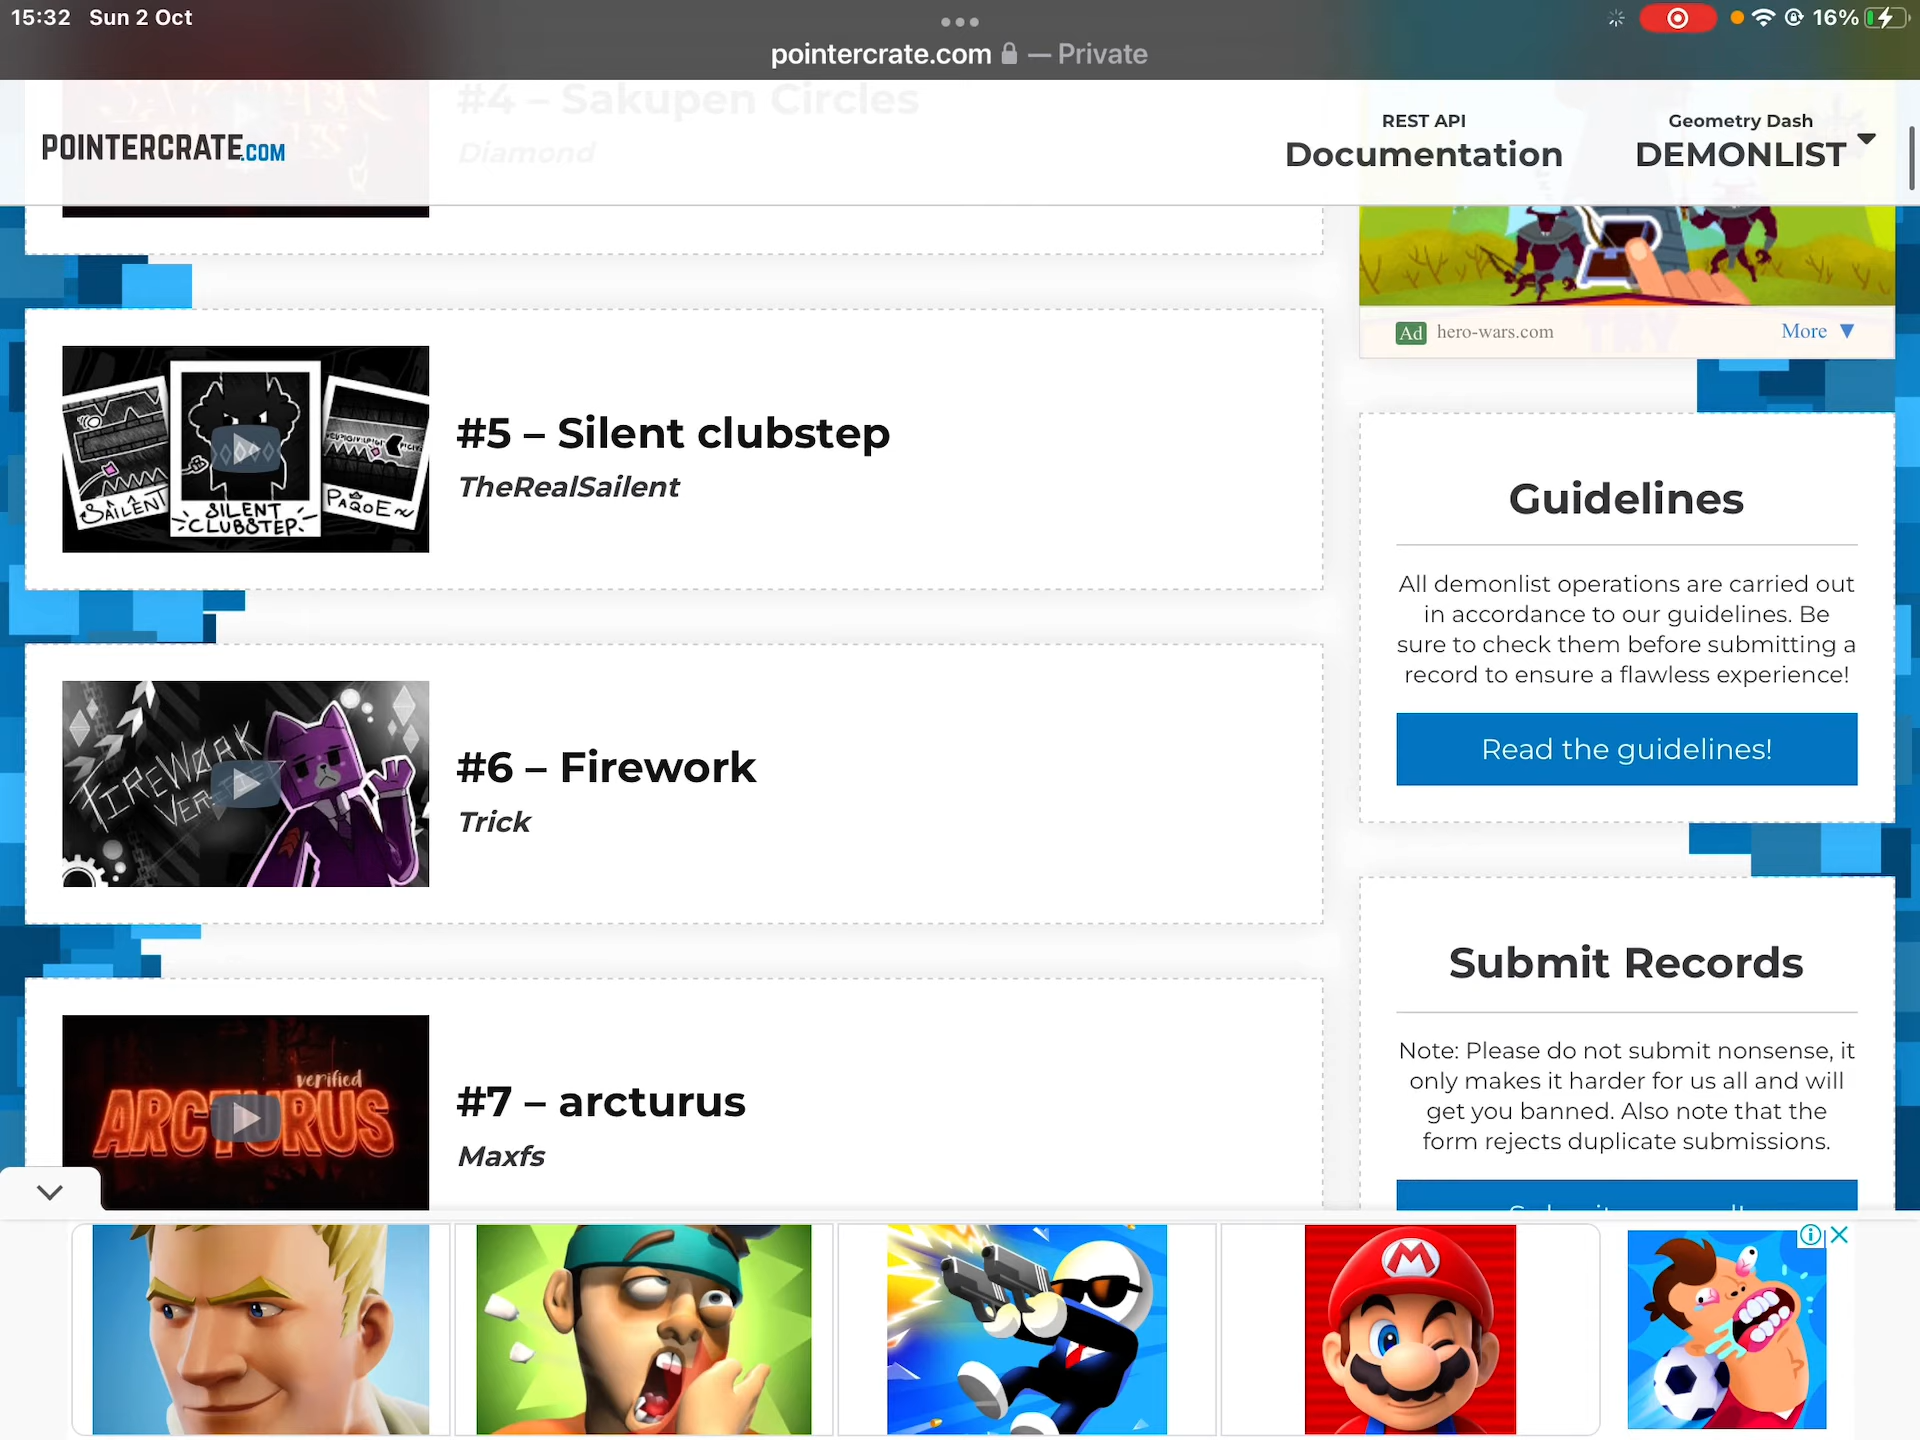 15:32 Sun 2 Oct
16%
pointercrate.com — Private
#4 – Sakupen Circles
Diamond
POINTERCRATE.COM
REST API
Documentation
Geometry Dash
DEMONLIST
Ad hero-wars.com
More
TRY
SAILENT
SILENT
CLUBSTEP
PAQOE
#5 – Silent clubstep
TheRealSailent
FIREWORK
#6 – Firework
Trick
verified
ARCTURUS
#7 – arcturus
Maxfs
Guidelines
All demonlist operations are carried out
in accordance to our guidelines. Be
sure to check them before submitting a
record to ensure a flawless experience!
Read the guidelines!
Submit Records
Note: Please do not submit nonsense, it
only makes it harder for us all and will
get you banned. Also note that the
form rejects duplicate submissions.
M